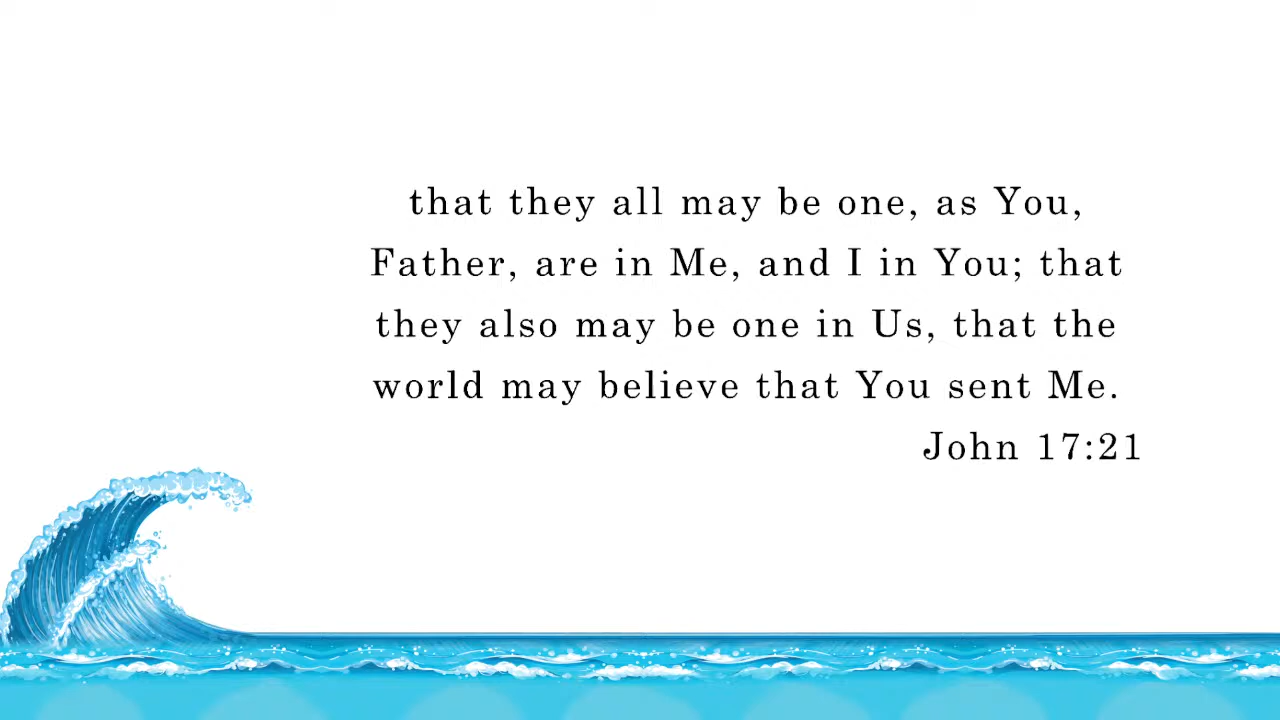 that they all may be one, as You,
Father, are in Me, and I in You; that
they also may be one in Us, that the
world may believe that You sent Me.
John 17:21